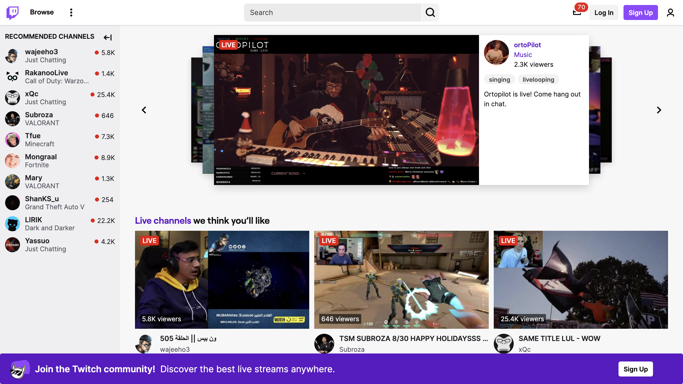 Browse
Search
70
Log In
Sign Up
RECOMMENDED CHANNELS
wajeeho3
5.8K
Just Chatting
RakanooLive
1.4K
Call of Duty: Warzo...
xQc
25.4K
Just Chatting
Subroza
646
VALORANT
Tfue
7.3K
Minecraft
Mongraal
8.9K
Fortnite
Mary
1.3K
VALORANT
ShanKS_u
254
Grand Theft Auto V
LIRIK
22.2K
Dark and Darker
Yassuo
4.2K
Just Chatting
LIVE
ortoPilot
Music
2.3K viewers
singing
livelooping
Ortopilot is live! Come hang out
in chat.
Live channels we think you'll like
LIVE
5.8K viewers
LIVE
646 viewers
LIVE
25.4K viewers
ون بيس || الحلقة 505
wajeeho3
TSM SUBROZA 8/30 HAPPY HOLIDAYSSS ...
Subroza
SAME TITLE LUL - WOW
xQc
Join the Twitch community! Discover the best live streams anywhere.
Sign Up